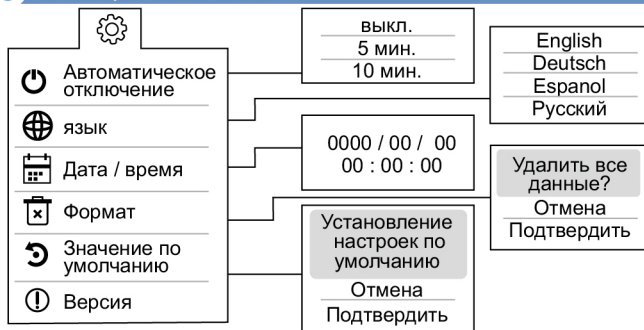 Автоматическое
отключение
язык
Дата / время
Формат
Значение по
умолчанию
Версия
выкл.
5 мин.
10 мин.
English
Deutsch
Espanol
Русский
0000 / 00 / 00
00 : 00 : 00
Удалить все
данные?
Отмена
Подтвердить
Установление
настроек по
умолчанию
Отмена
Подтвердить